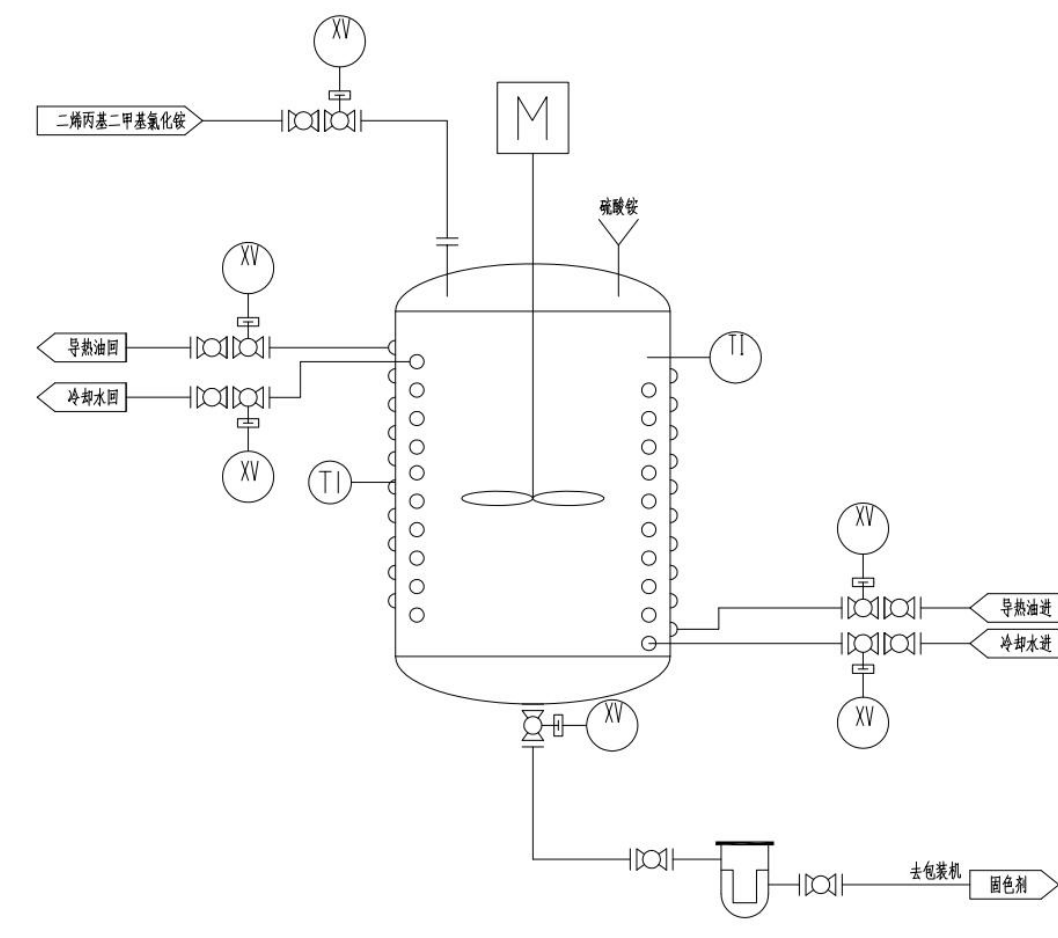 XV
二烯丙基二甲基氯化铵
M
硫酸铵
XV
导热油回
TI
冷却水回
XV
TI
XV
导热油进
冷却水进
XV
XV
去包装机
固色剂